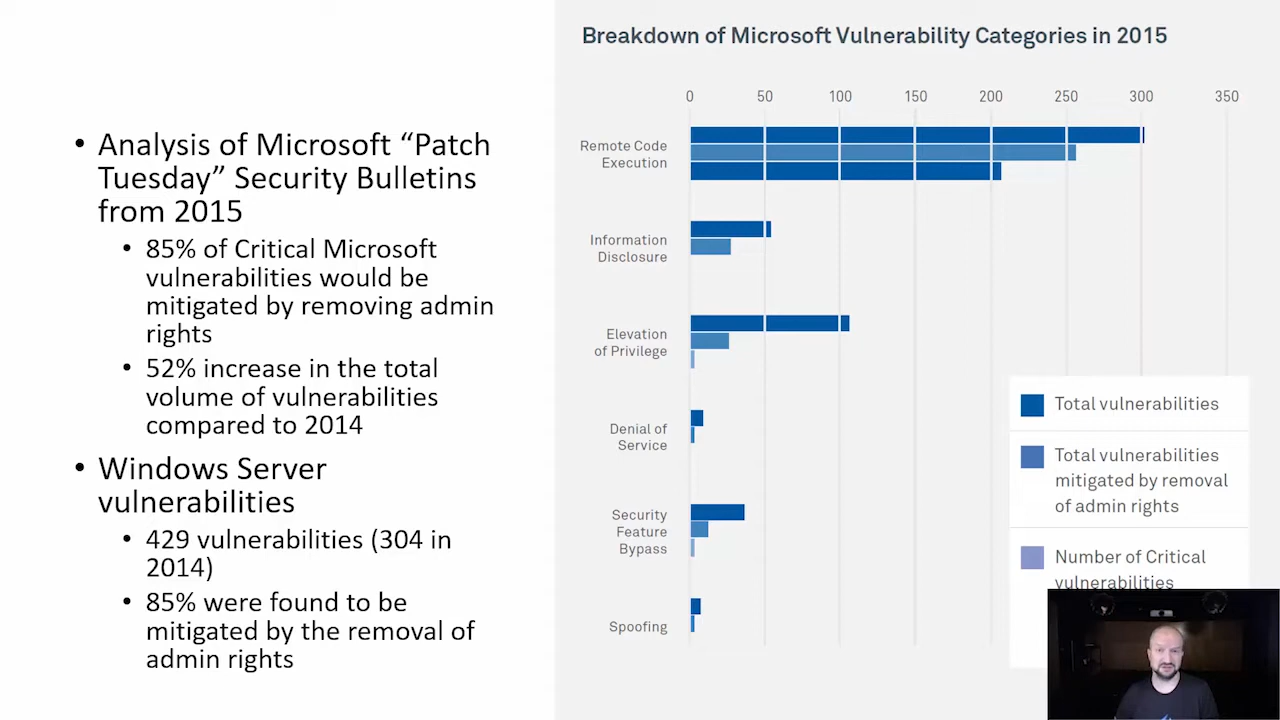 • Analysis of Microsoft “Patch
Tuesday” Security Bulletins
from 2015
• 85% of Critical Microsoft
vulnerabilities would be
mitigated by removing admin
rights
• 52% increase in the total
volume of vulnerabilities
compared to 2014
• Windows Server
vulnerabilities
• 429 vulnerabilities (304 in
2014)
• 85% were found to be
mitigated by the removal of
admin rights
Breakdown of Microsoft Vulnerability Categories in 2015
0 50 100 150 200 250 300 350
Remote Code
Execution
Information
Disclosure
Elevation
of Privilege
Denial of
Service
Security
Feature
Bypass
Spoofing
Total vulnerabilities
Total vulnerabilities
mitigated by removal
of admin rights
Number of Critical
vulnerabilities